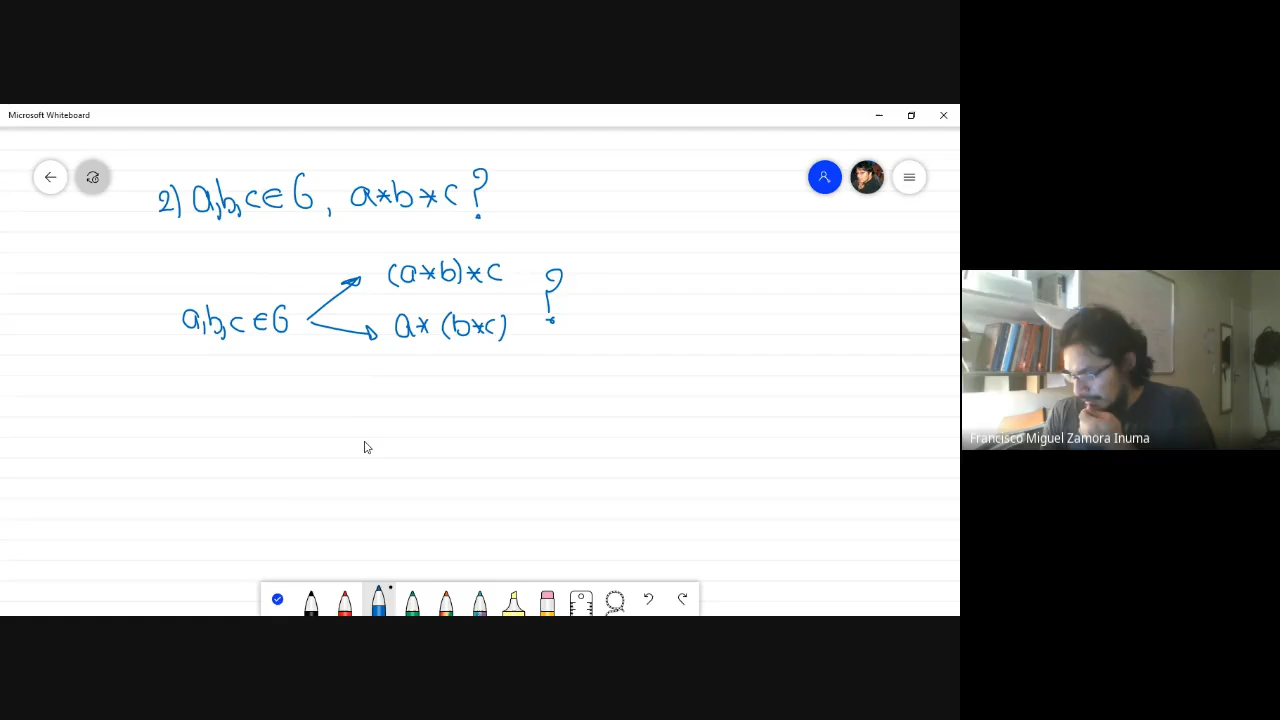 Microsoft Whiteboard
2) a,b,c ∈ G, a*b*c ?
(a*b)*c
a,b,c ∈ G ?
a*(b*c)
Francisco Miguel Zamora Inuma